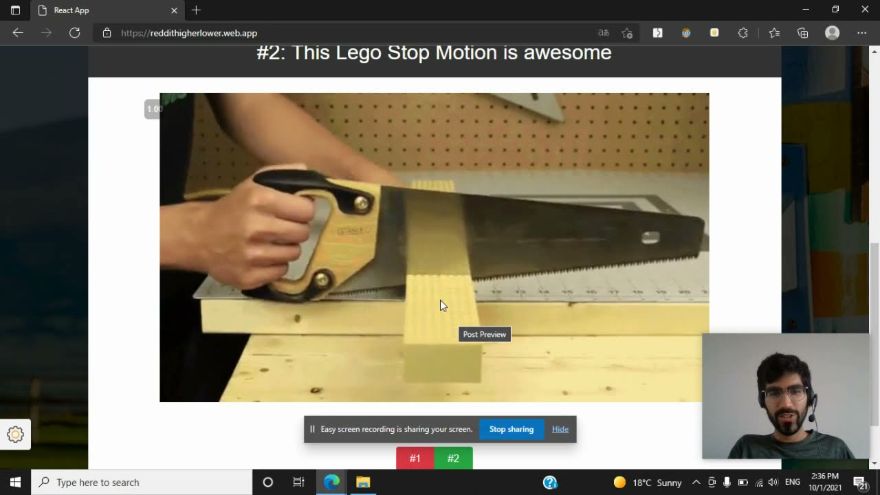 React App
https://reddithigherlower.web.app
#2: This Lego Stop Motion is awesome
1.00
Post Preview
Easy screen recording is sharing your screen.
Stop sharing
Hide
#1
#2
Type here to search
18°C Sunny
ENG
2:36 PM
10/1/2021
21